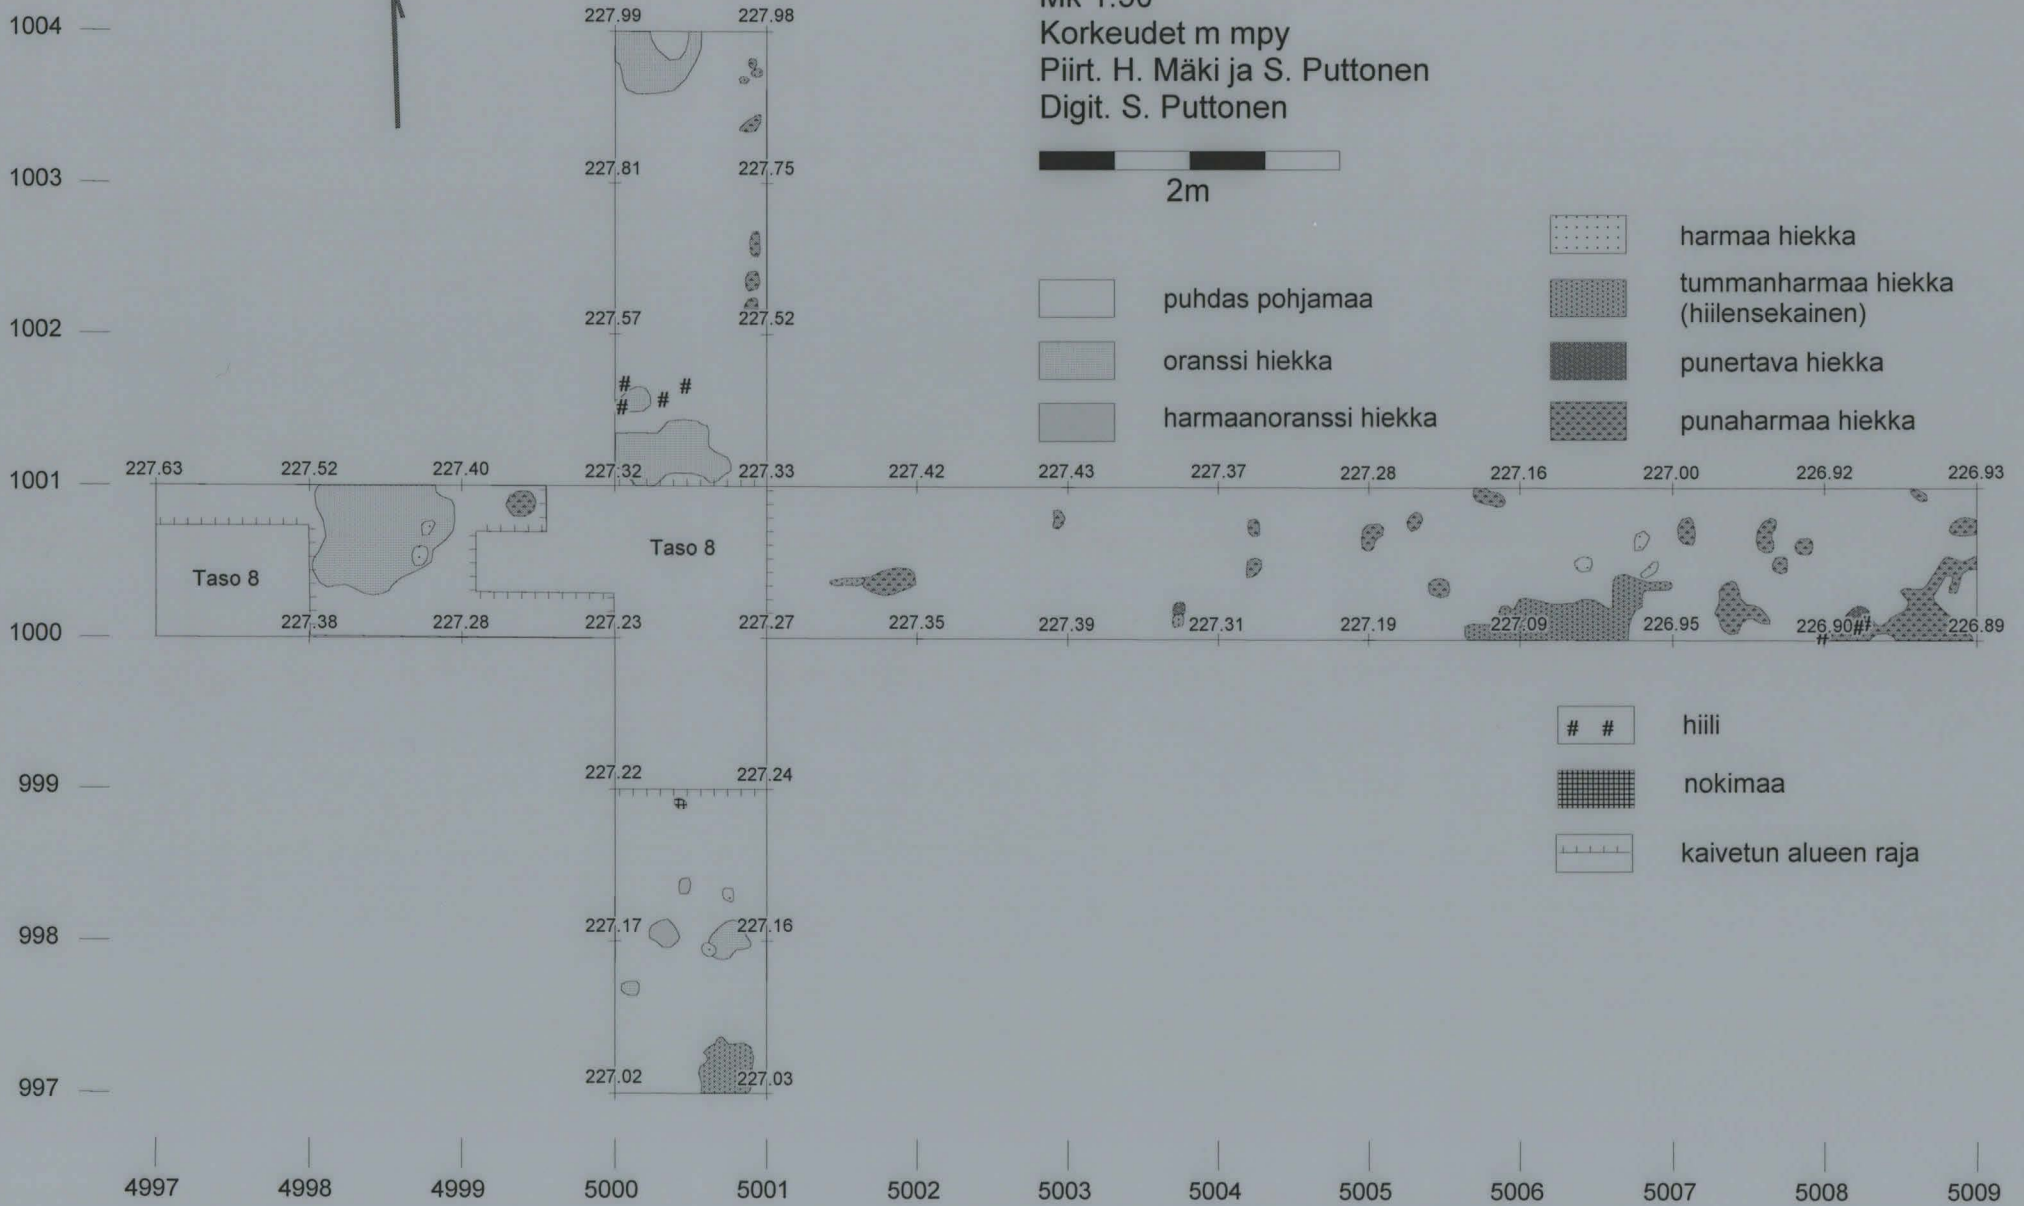 Mk 1:50
Korkeudet m mpy
Piirt. H. Mäki ja S. Puttonen
Digit. S. Puttonen
2m
puhdas pohjamaa
oranssi hiekka
harmaanoranssi hiekka
harmaa hiekka
tummanharmaa hiekka
(hiilensekainen)
punertava hiekka
punaharmaa hiekka
# # hiili
nokimaa
kaivetun alueen raja
1004
227.99 227.98
1003
227.81 227.75
1002
227.57 227.52
# #
# #
1001
227.63 227.52 227.40 227.32 227.33 227.42 227.43 227.37 227.28 227.16 227.00 226.92 226.93
Taso 8
Taso 8
1000
227.38 227.28 227.23 227.27 227.35 227.39 227.31 227.19 227.09 226.95 226.90 ## 226.89
#
999
227.22 227.24
998
227.17 227.16
997
227.02 227.03
4997 4998 4999 5000 5001 5002 5003 5004 5005 5006 5007 5008 5009